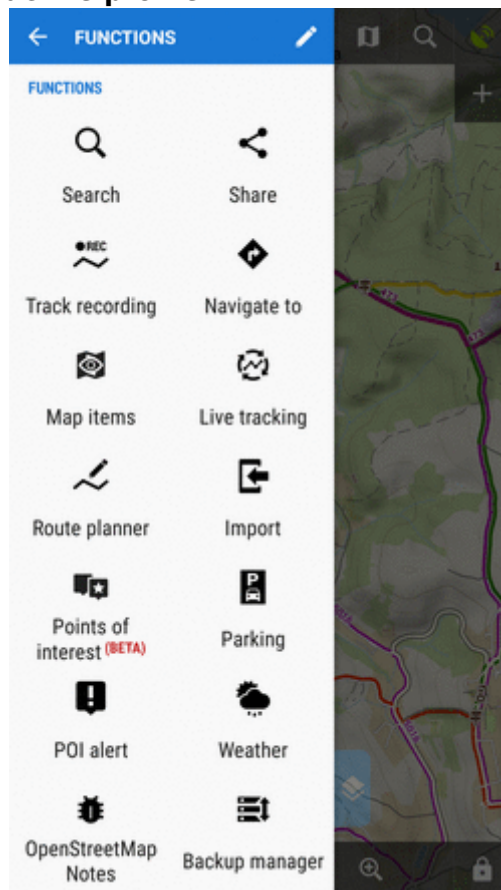 FUNCTIONS
FUNCTIONS
Search
Share
REC
Track recording
Navigate to
Map items
Live tracking
Route planner
Import
Points of
interest (BETA)
P
Parking
POI alert
Weather
OpenStreetMap
Notes
Backup manager